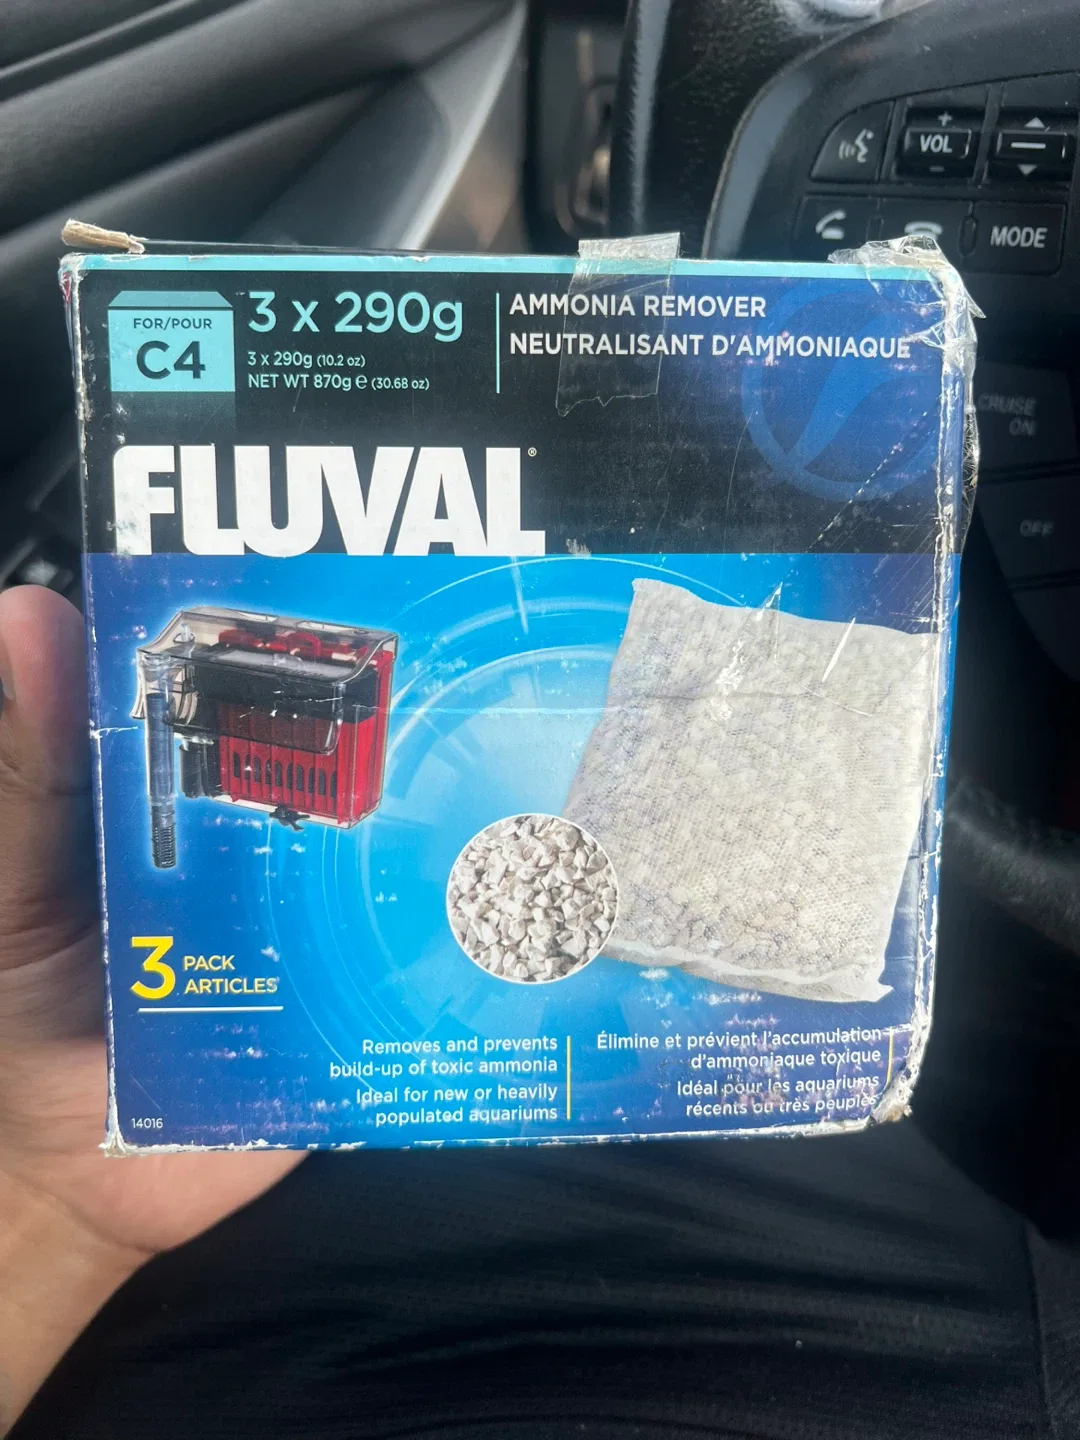 VOL
MODE
CRUISE
ON
OFF
FOR/POUR
C4
3 x 290g
3 x 290g (10.2 oz)
NET WT 870g e (30.68 oz)
AMMONIA REMOVER
NEUTRALISANT D'AMMONIAQUE
FLUVAL®
3 PACK
ARTICLES
Removes and prevents
build-up of toxic ammonia
Ideal for new or heavily
populated aquariums
Élimine et prévient l'accumulation
d'ammoniaque toxique
Idéal pour les aquariums
récents ou très peuplés
14016